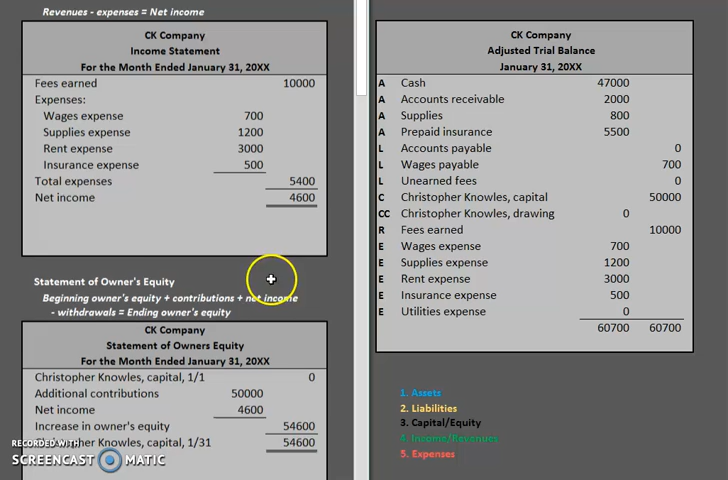 Revenues - expenses = Net income
CK Company
Income Statement
For the Month Ended January 31, 20XX
Fees earned 10000
Expenses:
Wages expense 700
Supplies expense 1200
Rent expense 3000
Insurance expense 500
Total expenses 5400
Net income 4600
Statement of Owner's Equity
Beginning owner's equity + contributions + net income
- withdrawals = Ending owner's equity
CK Company
Statement of Owners Equity
For the Month Ended January 31, 20XX
Christopher Knowles, capital, 1/1 0
Additional contributions 50000
Net income 4600
Increase in owner's equity 54600
Knowles, capital, 1/31 54600
RECORDED WITH
SCREENCAST MATIC
CK Company
Adjusted Trial Balance
January 31, 20XX
A Cash 47000
A Accounts receivable 2000
A Supplies 800
A Prepaid insurance 5500
L Accounts payable 0
L Wages payable 700
L Unearned fees 0
C Christopher Knowles, capital 50000
CC Christopher Knowles, drawing 0
R Fees earned 10000
E Wages expense 700
E Supplies expense 1200
E Rent expense 3000
E Insurance expense 500
E Utilities expense 0
60700 60700
1. Assets
2. Liabilities
3. Capital/Equity
4. Income/Revenues
5. Expenses